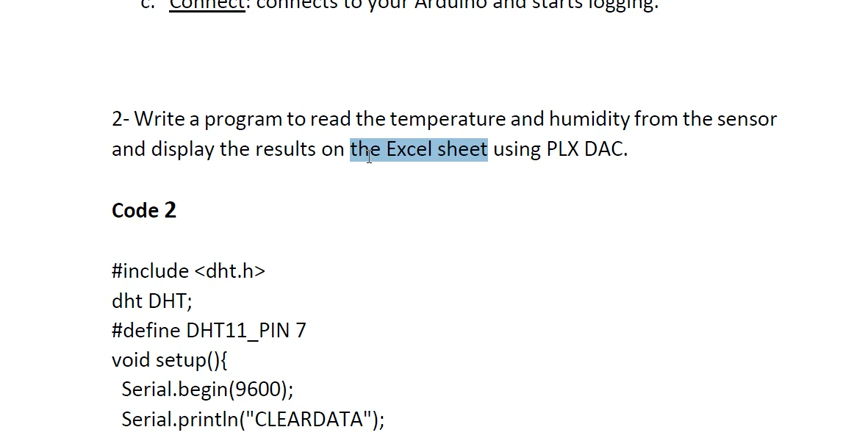 c. Connect: connects to your Arduino and starts logging.
2- Write a program to read the temperature and humidity from the sensor
and display the results on the Excel sheet using PLX DAC.
Code 2
#include <dht.h>
dht DHT;
#define DHT11_PIN 7
void setup(){
Serial.begin(9600);
Serial.println("CLEARDATA");